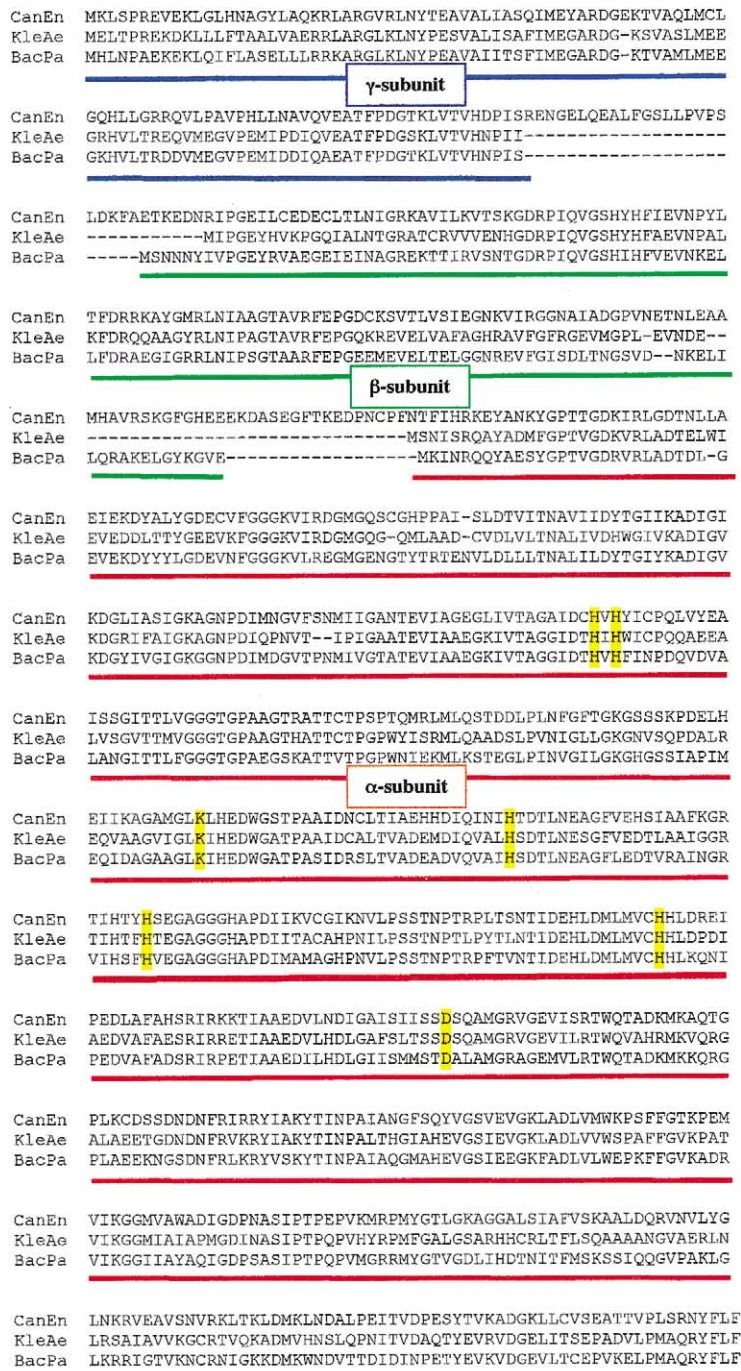 CanEn MKLSPREVEKLGLHNAGYLAQKRLARGVRLNYTEAVALIASQIMEYARDGEKTVAQLMCL
KleAe MELTPREKDKLLLFTAALVAERRLARGLKLNYPESVALISAFIMEGARDG-KSVASLMEE
BacPa MHLNPAEKEKLQIFLASELLLRRKARGLKLNYPEAVAIITSFIMEGARDG-KTVAMLMEE
γ-subunit
CanEn GQHLLGRRQVLPAVPHLLNAVQVEATFPDGTKLVTVHDPISRENGELQEALFGSLLPVPS
KleAe GRHVLTREQVMEGVPEMIPDIQVEATFPDGSKLVTVHNPII-------------------
BacPa GKHVLTRDDVMEGVPEMIDDIQAEATFPDGTKLVTVHNPIS-------------------
CanEn LDKFAETKEDNRIPGEILCEDECLTLNIGRKAVILKVTSKGDRPIQVGSHYHFIEVNPYL
KleAe -----------MIPGEYHVKPGQIALNTGRATCRVVVENHGDRPIQVGSHYHFAEVNPAL
BacPa -----MSNNNYIVPGEYRVAEGEIEINAGREKTTIRVSNTGDRPIQVGSHIHFVEVNKEL
CanEn TFDRRKAYGMRLNIAAGTAVRFEPGDCKSVTLVSIEGNKVIRGGNAIADGPVNETNLEAA
KleAe KFDRQQAAGYRLNIPAGTAVRFEPGQKREVELVAFAGHRAVFGFRGEVMGPL-EVNDE--
BacPa LFDRAEGIGRRLNIPSGTAARFEPGEEMEVELTELGGNREVFGISDLTNGSVD--NKELI
β-subunit
CanEn MHAVRSKGFGHEEEKDASEGFTKEDPNCPFNTFIHRKEYANKYGPTTGDKIRLGDTNLLA
KleAe ------------------------------MSNISRQAYADMFGPTVGDKVRLADTELWI
BacPa LQRAKELGYKGVE-----------------MKINRQQYAESYGPTVGDRVRLADTDL-G
CanEn EIEKDYALYGDECVFGGGKVIRDGMGQSCGHPPAI-SLDTVITNAVIIDYTGIIKADIGI
KleAe EVEDDLTTYGEEVKFGGGKVIRDGMGQG-QMLAAD-CVDLVLTNALIVDHWGIVKADIGV
BacPa EVEKDYYYLGDEVNFGGGKVLREGMGENGTYTRTENVLDLLLTNALILDYTGIYKADIGV
CanEn KDGLIASIGKAGNPDIMNGVFSNMIIGANTEVIAGEGLIVTAGAIDCHVHYICPQLVYEA
KleAe KDGRIFAIGKAGNPDIQPNVT--IPIGAATEVIAAEGKIVTAGGIDTHIHWICPQQAEEA
BacPa KDGYIVGIGKGGNPDIMDGVTPNMIVGTATEVIAAEGKIVTAGGIDTHVHFINPDQVDVA
CanEn ISSGITTLVGGGTGPAAGTRATTCTPSPTQMRLMLQSTDDLPLNFGFTGKGSSSKPDELH
KleAe LVSGVTTMVGGGTGPAAGTHATTCTPGPWYISRMLQAADSLPVNIGLLGKGNVSQPDALR
BacPa LANGITTLFGGGTGPAEGSKATTVTPGPWNIEKMLKSTEGLPINVGILGKGHGSSIAPIM
α-subunit
CanEn EIIKAGAMGLKLHEDWGSTPAAIDNCLTIAEHHDIQINIHTDTLNEAGFVEHSIAAFKGR
KleAe EQVAAGVIGLKIHEDWGATPAAIDCALTVADEMDIQVALHSDTLNESGFVEDTLAAIGGR
BacPa EQIDAGAAGLKIHEDWGATPASIDRSLTVADEADVQVAIHSDTLNEAGFLEDTVRAINGR
CanEn TIHTYHSEGAGGGHAPDIIKVCGIKNVLPSSTNPTRPLTSNTIDEHLDMLMVCHHLDREI
KleAe TIHTFHTEGAGGGHAPDIITACAHPNILPSSTNPTLPYTLNTIDEHLDMLMVCHHLDPDI
BacPa VIHSFHVEGAGGGHAPDIMAMAGHPNVLPSSTNPTRPFTVNTIDEHLDMLMVCHHLKQNI
CanEn PEDLAFAHSRIRKKTIAAEDVLNDIGAISIISSDSQAMGRVGEVISRTWQTADKMKAQTG
KleAe AEDVAFAESRIRRETIAAEDVLHDLGAFSLTSSDSQAMGRVGEVILRTWQVAHRMKVQRG
BacPa PEDVAFADSRIRPETIAAEDILHDLGIISMMSTDALAMGRAGEMVLRTWQTADKMKKQRG
CanEn PLKCDSSDNDNFRIRRYIAKYTINPAIANGFSQYVGSVEVGKLADLVMWKPSFFGTKPEM
KleAe ALAEETGDNDNFRVKRYIAKYTINPALTHGIAHEVGSIEVGKLADLVVWSPAFFGVKPAT
BacPa PLAEEKNGSDNFRLKRYVSKYTINPAIAQGMAHEVGSIEEGKFADLVLWEPKFFGVKADR
CanEn VIKGGMVAWADIGDPNASIPTPEPVKMRPMYGTLGKAGGALSIAFVSKAALDQRVNVLYG
KleAe VIKGGMIAIAPMGDINASIPTPQPVHYRPMFGALGSARHHCRLTFLSQAAAANGVAERLN
BacPa VIKGGIIAYAQIGDPSASIPTPQPVMGRRMYGTVGDLIHDTNITFMSKSSIQQGVPAKLG
CanEn LNKRVEAVSNVRKLTKLDMKLNDALPEITVDPESYTVKADGKLLCVSEATTVPLSRNYFLF
KleAe LRSAIAVVKGCRTVQKADMVHNSLQPNITVDAQTYEVRVDGELITSEPADVLPMAQRYFLF
BacPa LKRRIGTVKNCRNIGKKDMKWNDVTTDIDINPETYEVKVDGEVLTCEPVKELPMAQRYFLF